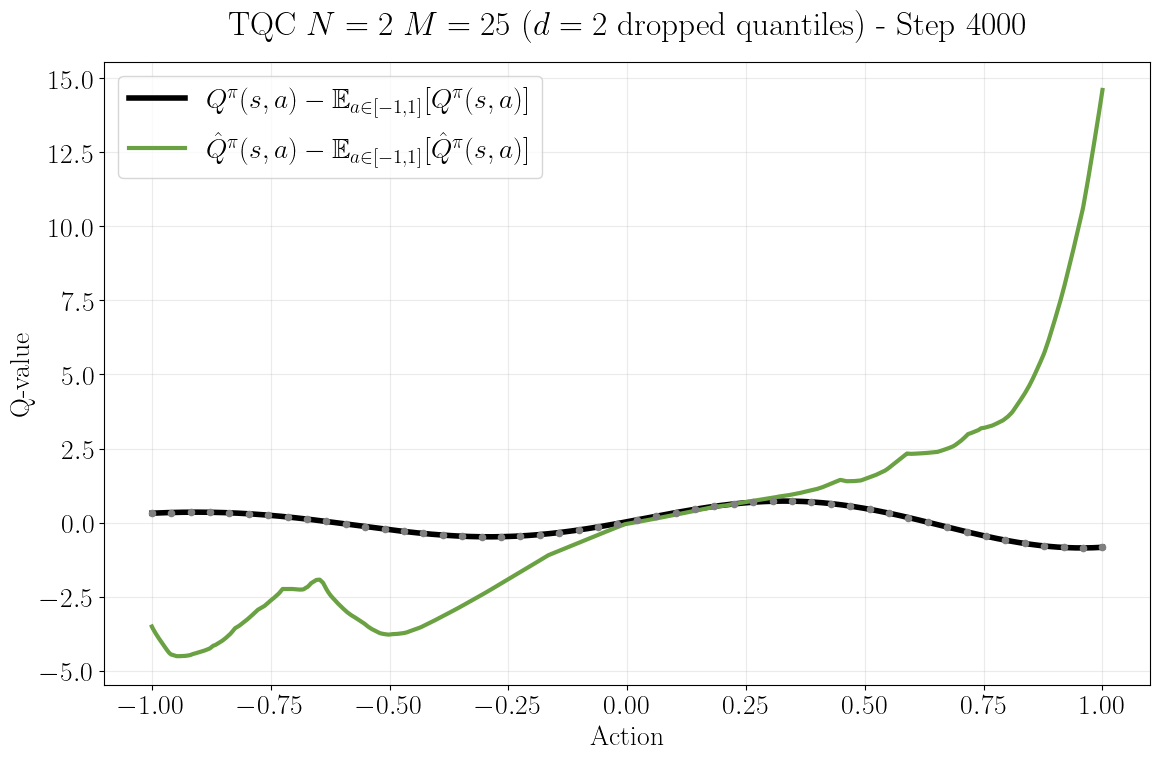 TQC N = 2 M = 25 (d = 2 dropped quantiles) - Step 4000
Q^π(s, a) − 𝔼_{a∈[−1,1]}[Q^π(s, a)]
Q̂^π(s, a) − 𝔼_{a∈[−1,1]}[Q̂^π(s, a)]
15.0
12.5
10.0
7.5
5.0
2.5
0.0
−2.5
−5.0
Q-value
−1.00 −0.75 −0.50 −0.25 0.00 0.25 0.50 0.75 1.00
Action